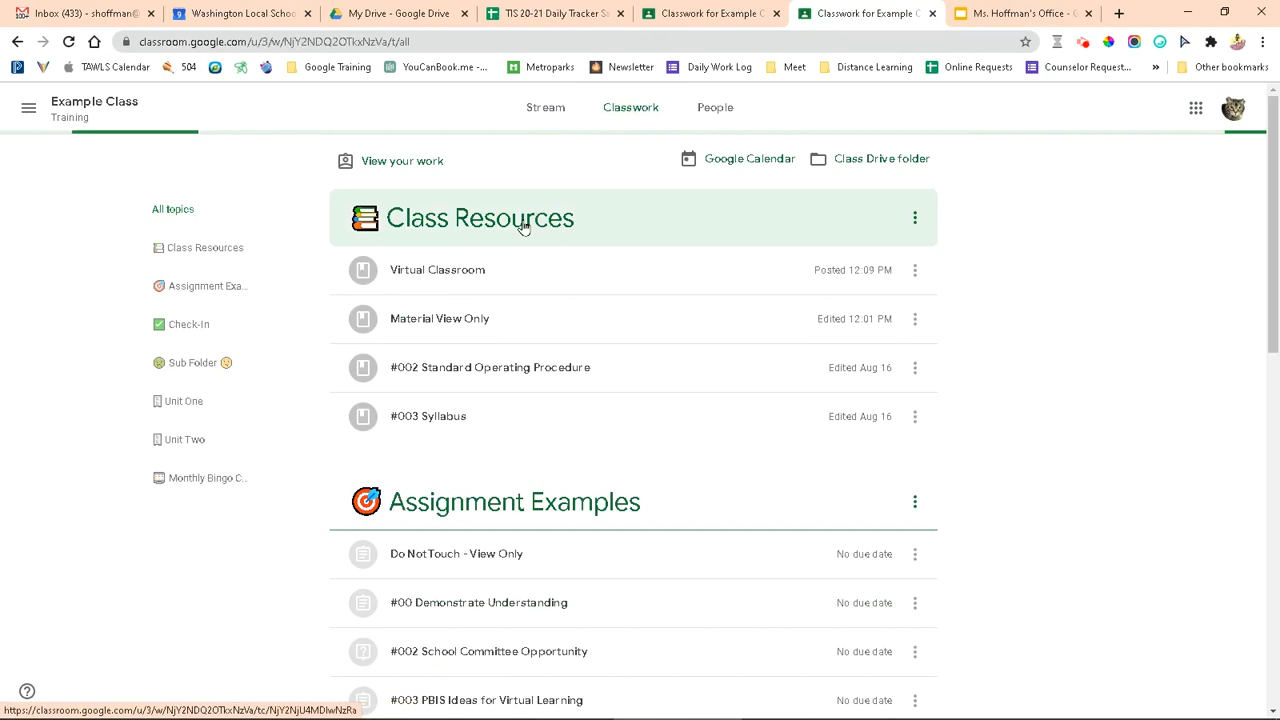 Inbox (433) - ehoffman@
Washington Local School
My Drive - Google Drive
TIS 20-21 Daily Tracker S
Classwork for Example C
Classwork for Example C
Ms. Hoffman's Office - G
classroom.google.com/u/3/w/NjY2NDQ2OTkxNzVa/t/all
TAWLS Calendar
504
Google Training
YouCanBook.me -...
Metroparks
Newsletter
Daily Work Log
Meet
Distance Learning
Online Requests
Counselor Request...
»
Other bookmarks
Example Class
Training
Stream
Classwork
People
View your work
Google Calendar
Class Drive folder
All topics
Class Resources
Assignment Exa...
Check-In
Sub Folder
Unit One
Unit Two
Monthly Bingo C...
Class Resources
Virtual Classroom
Posted 12:09 PM
Material View Only
Edited 12:01 PM
#002 Standard Operating Procedure
Edited Aug 16
#003 Syllabus
Edited Aug 16
Assignment Examples
Do Not Touch - View Only
No due date
#00 Demonstrate Understanding
No due date
#002 School Committee Opportunity
No due date
#003 PBIS Ideas for Virtual Learning
No due date
https://classroom.google.com/u/3/w/NjY2NDQ2OTkxNzVa/tc/NjY2NjU4MDIwNzRa